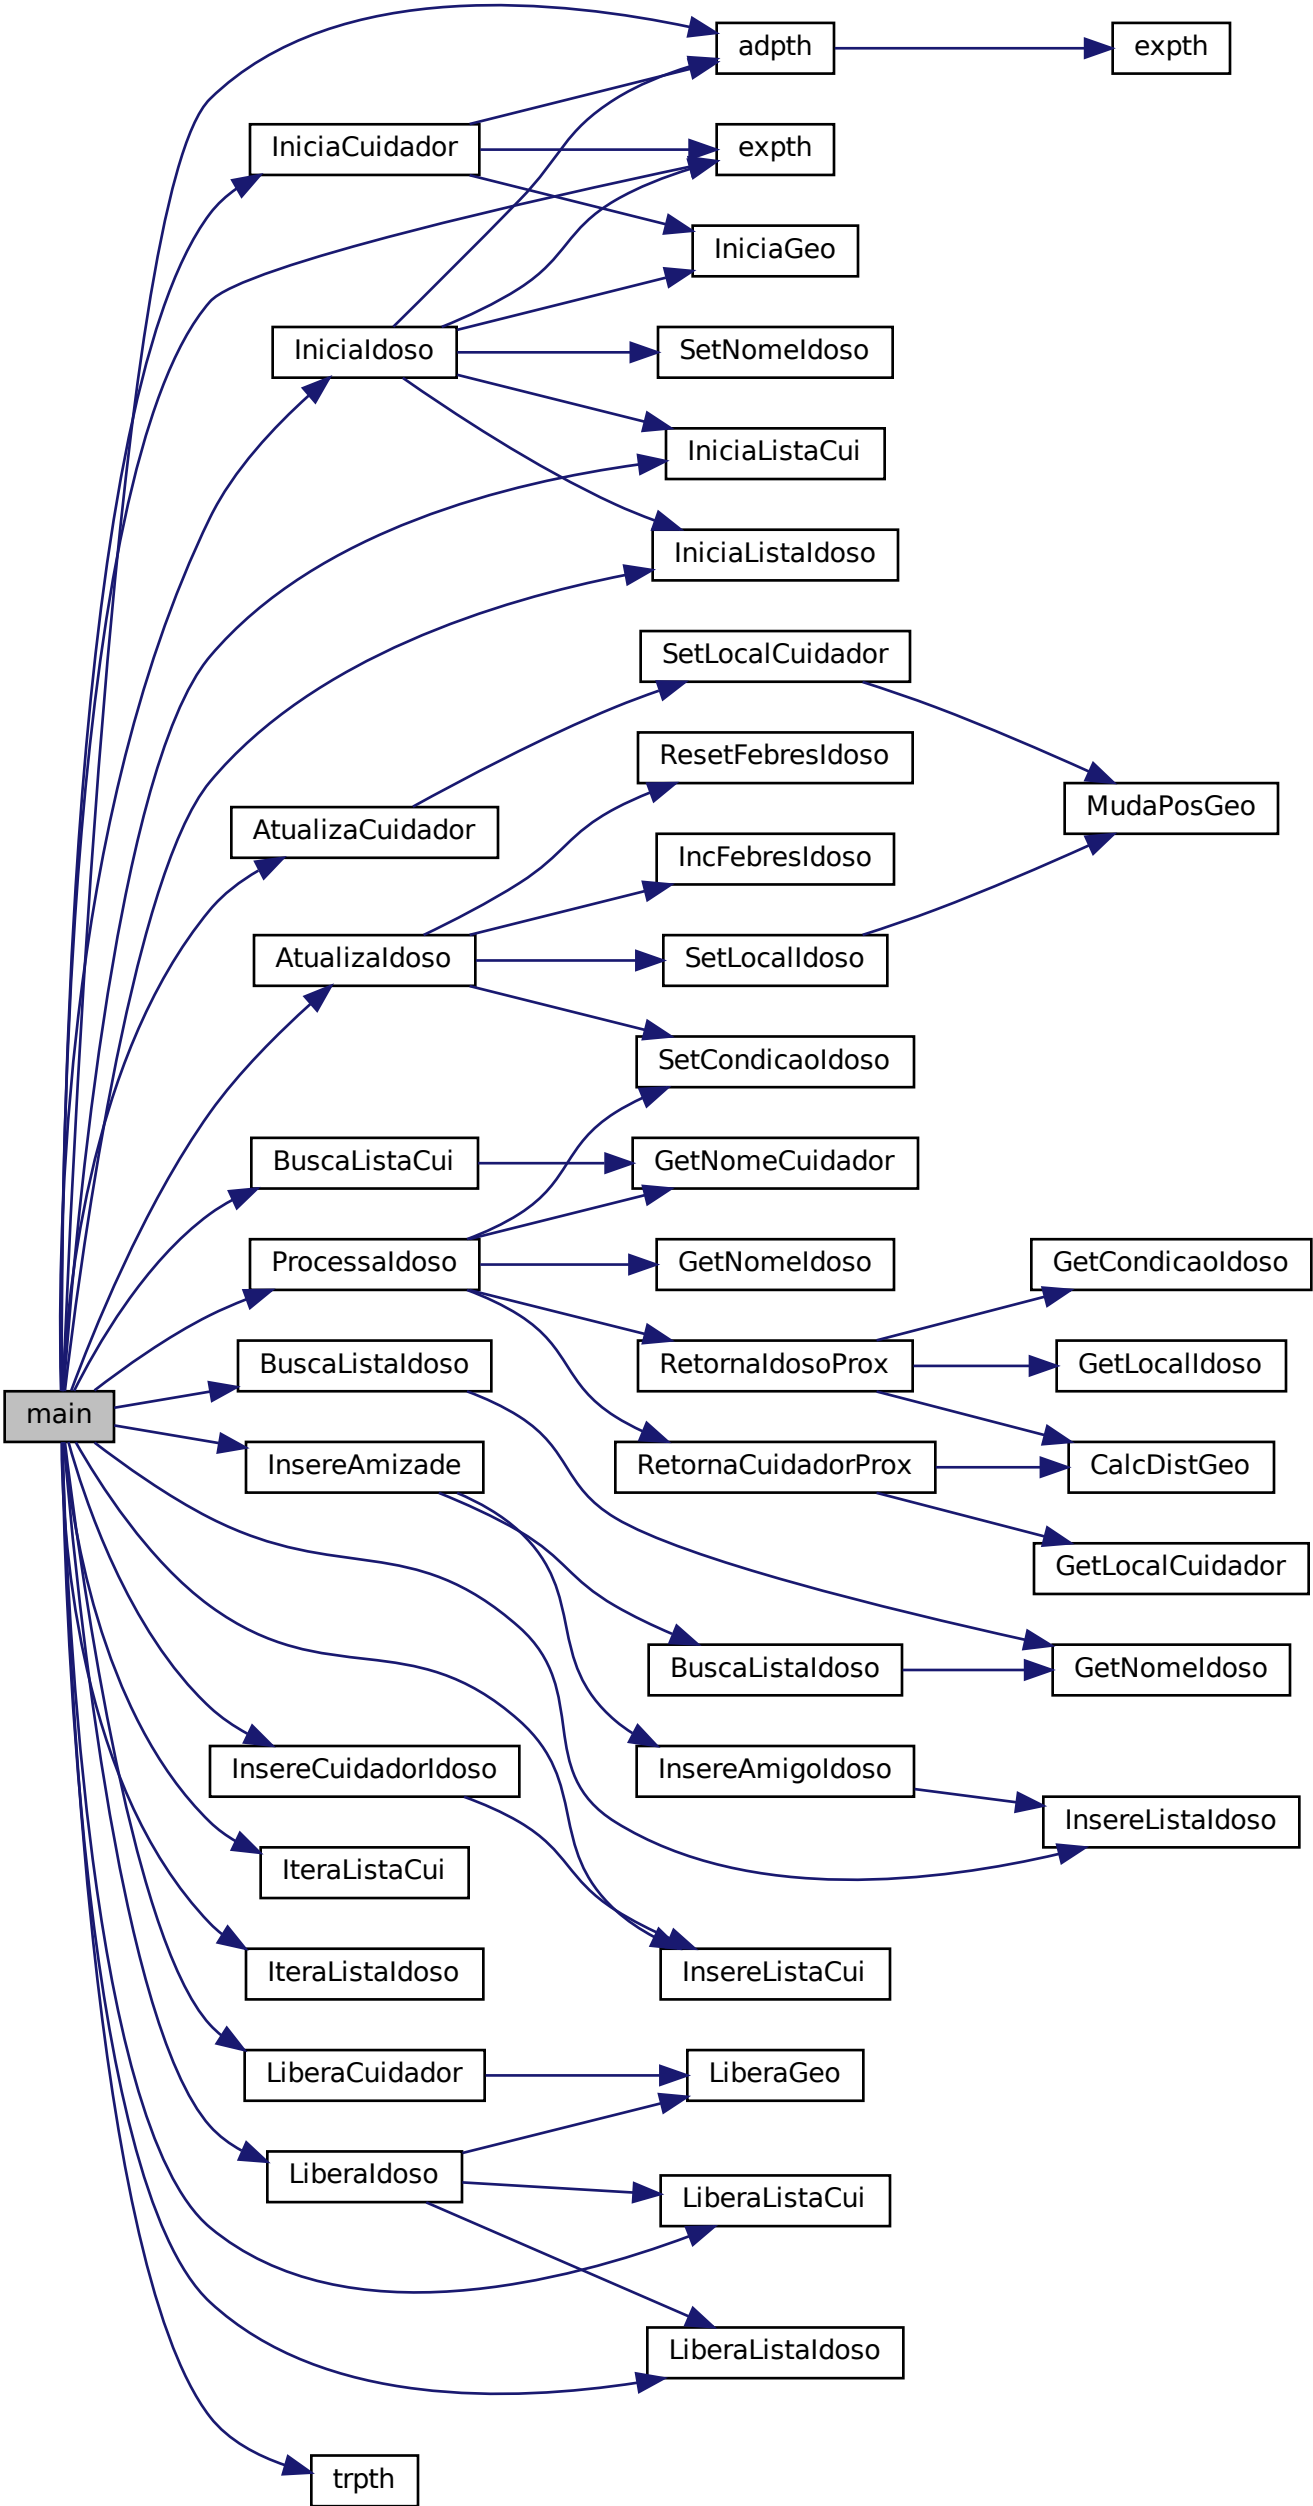 adpth
expth
IniciaCuidador
expth
IniciaGeo
IniciaIdoso
SetNomeIdoso
IniciaListaCui
IniciaListaIdoso
SetLocalCuidador
ResetFebresIdoso
MudaPosGeo
AtualizaCuidador
IncFebresIdoso
AtualizaIdoso
SetLocalIdoso
SetCondicaoIdoso
BuscaListaCui
GetNomeCuidador
ProcessaIdoso
GetNomeIdoso
GetCondicaoIdoso
BuscaListaIdoso
RetornaIdosoProx
GetLocalIdoso
main
InsereAmizade
RetornaCuidadorProx
CalcDistGeo
GetLocalCuidador
BuscaListaIdoso
GetNomeIdoso
InsereCuidadorIdoso
InsereAmigoIdoso
InsereListaIdoso
IteraListaCui
IteraListaIdoso
InsereListaCui
LiberaCuidador
LiberaGeo
LiberaIdoso
LiberaListaCui
LiberaListaIdoso
trpth